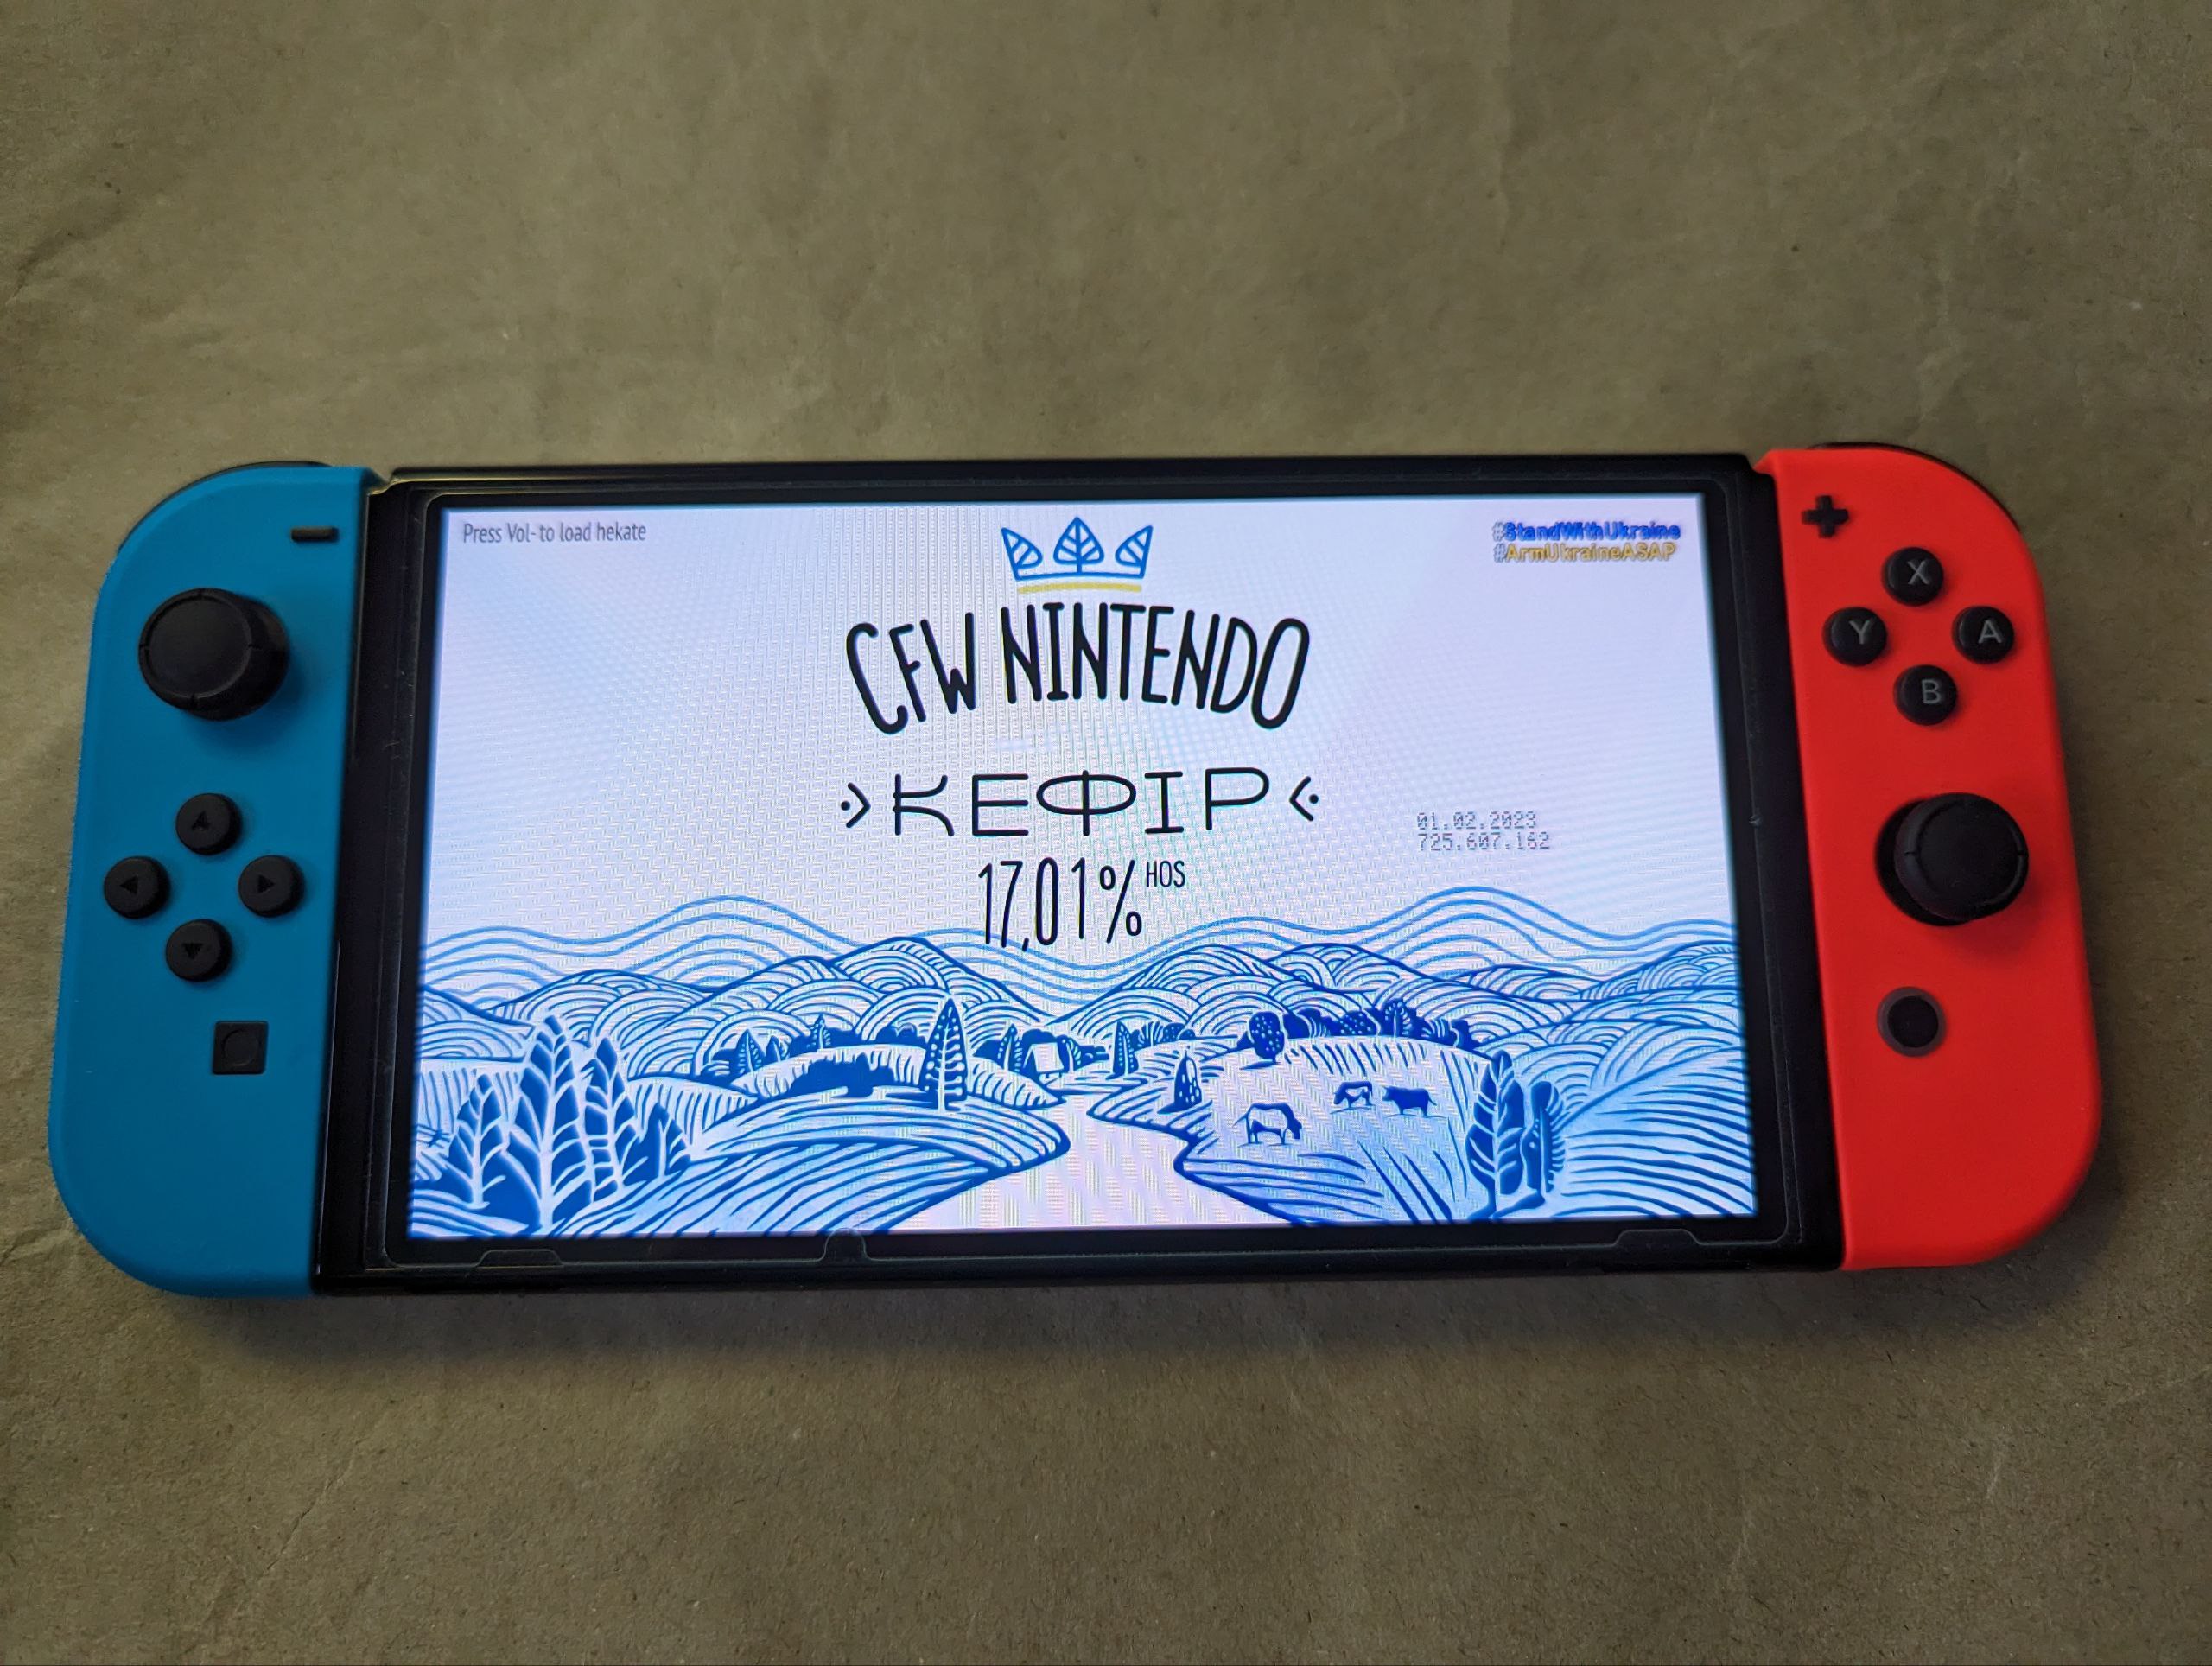 Press Vol- to load hekate
#StandWithUkraine
#ArmUkraineASAP
CFW NINTENDO
КЕФІР
01.02.2023
725.607.162
17,01% HOS
X
Y
A
B